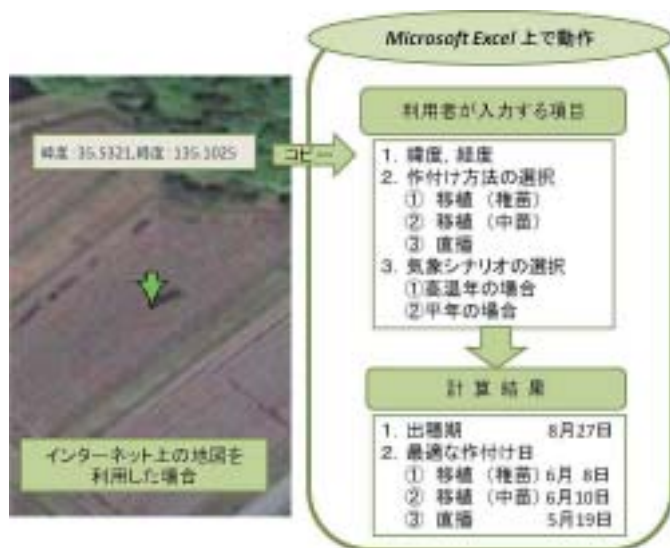 Microsoft Excel 上で動作
緯度：35.5321,経度：135.1025
コピー
利用者が入力する項目
1. 緯度, 経度
2. 作付け方法の選択
① 移植（稚苗）
② 移植（中苗）
③ 直播
3. 気象シナリオの選択
①高温年の場合
②平年の場合
計 算 結 果
1. 出穂期 8月27日
2. 最適な作付け日
① 移植（稚苗）6月 8日
② 移植（中苗）6月10日
③ 直播 5月19日
インターネット上の地図を
利用した場合